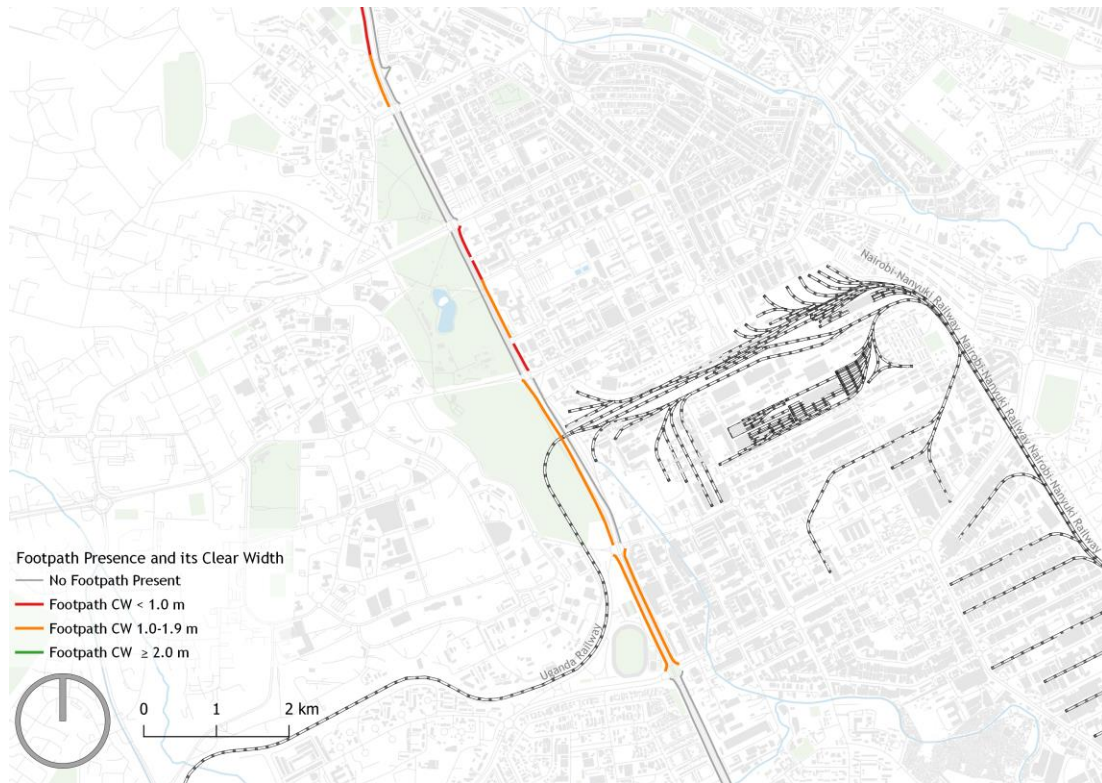 Nairobi-Nanyuki Railway Nairobi-Nanyuki Railway Nairobi-Nanyuki Railway
Footpath Presence and its Clear Width
No Footpath Present
Footpath CW < 1.0 m
Footpath CW 1.0-1.9 m
Footpath CW ≥ 2.0 m
Uganda Railway
0 1 2 km